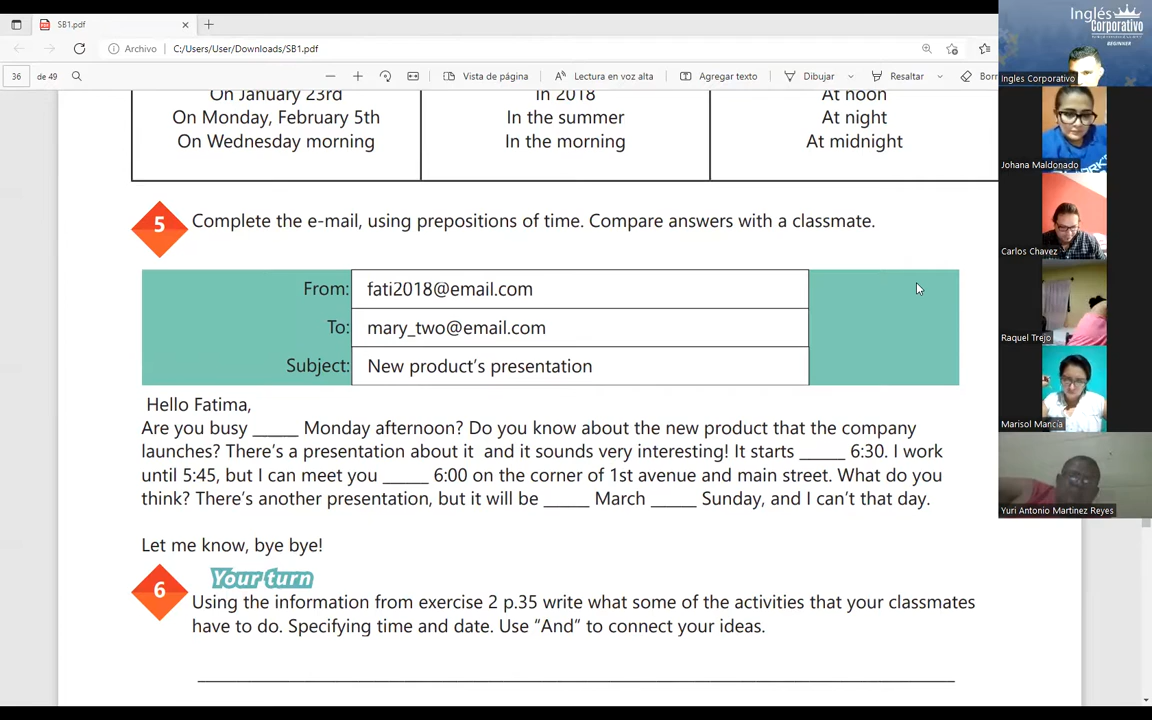 SB1.pdf
Archivo
C:/Users/User/Downloads/SB1.pdf
36
de 49
Vista de página
Lectura en voz alta
Agregar texto
Dibujar
Resaltar
Borr
On January 23rd
In 2018
At noon
On Monday, February 5th
In the summer
At night
On Wednesday morning
In the morning
At midnight
5
Complete the e-mail, using prepositions of time. Compare answers with a classmate.
From:
fati2018@email.com
To:
mary_two@email.com
Subject:
New product's presentation
Hello Fatima,
Are you busy _____ Monday afternoon? Do you know about the new product that the company
launches? There's a presentation about it and it sounds very interesting! It starts _____ 6:30. I work
until 5:45, but I can meet you _____ 6:00 on the corner of 1st avenue and main street. What do you
think? There's another presentation, but it will be _____ March _____ Sunday, and I can't that day.
Let me know, bye bye!
6
Your turn
Using the information from exercise 2 p.35 write what some of the activities that your classmates
have to do. Specifying time and date. Use “And” to connect your ideas.
Inglés
Corporativo
BEGINNER
Ingles Corporativo
Johana Maldonado
Carlos Chavez
Raquel Trejo
Marisol Mancia
Yuri Antonio Martinez Reyes